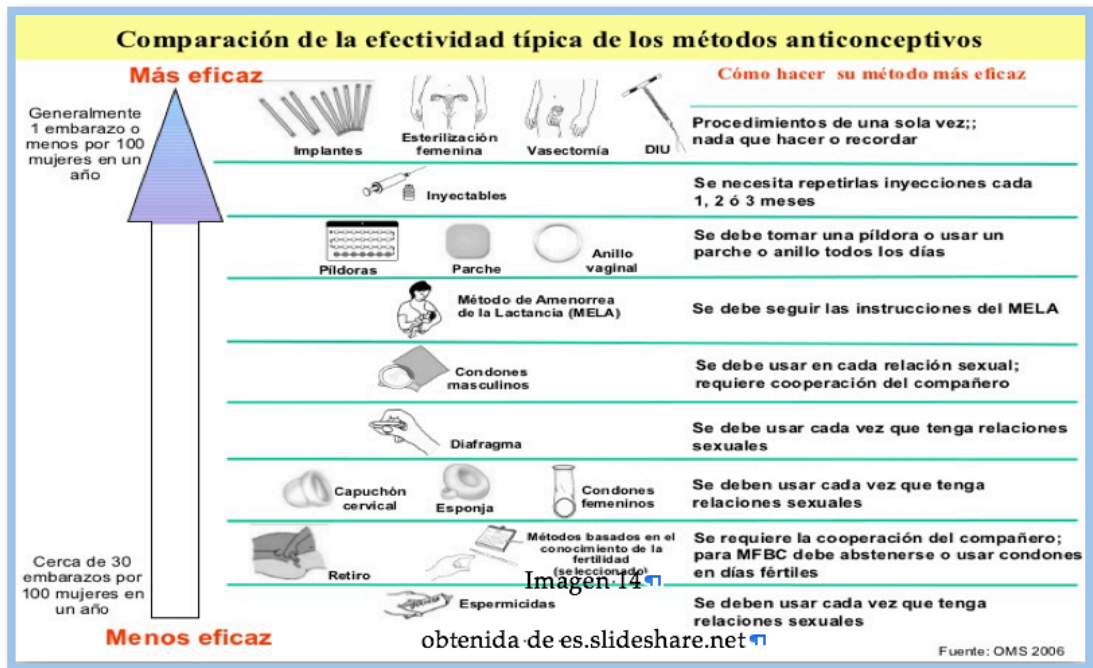 Comparación de la efectividad típica de los métodos anticonceptivos
Más eficaz
Cómo hacer su método más eficaz
Generalmente
1 embarazo o
menos por 100
mujeres en un
año
Implantes
Esterilización
femenina
Vasectomía
DIU
Procedimientos de una sola vez;;
nada que hacer o recordar
Inyectables
Se necesita repetirlas inyecciones cada
1, 2 ó 3 meses
Píldoras
Parche
Anillo
vaginal
Se debe tomar una píldora o usar un
parche o anillo todos los días
Método de Amenorrea
de la Lactancia (MELA)
Se debe seguir las instrucciones del MELA
Condones
masculinos
Se debe usar en cada relación sexual;
requiere cooperación del compañero
Diafragma
Se debe usar cada vez que tenga relaciones
sexuales
Capuchón
cervical
Esponja
Condones
femeninos
Se deben usar cada vez que tenga
relaciones sexuales
Retiro
Métodos basados en el
conocimiento de la
fertilidad
(seleccionado)
Se requiere la cooperación del compañero;
para MFBC debe abstenerse o usar condones
en días fértiles
Imagen·14¶
Cerca de 30
embarazos por
100 mujeres en
un año
Espermicidas
Se deben usar cada vez que tenga
relaciones sexuales
Menos eficaz
obtenida·de·es.slideshare.net¶
Fuente: OMS 2006